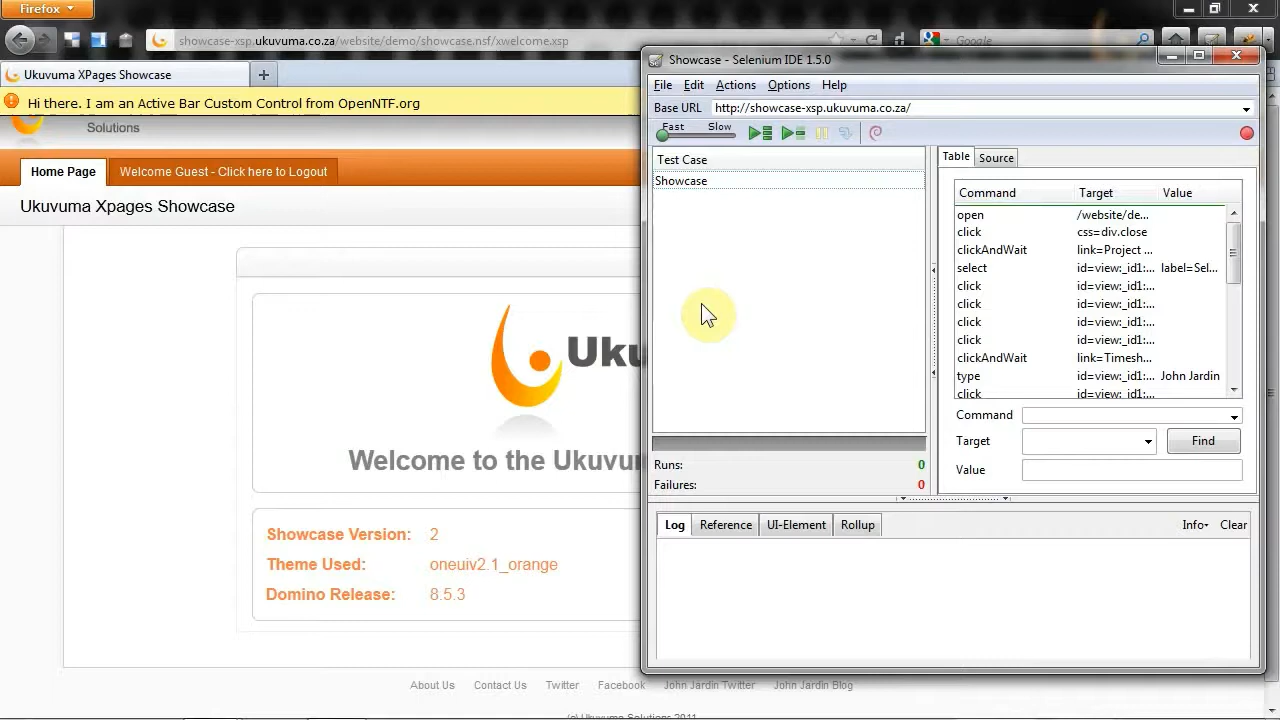 Firefox
showcase-xsp.ukuvuma.co.za/website/demo/showcase.nsf/xwelcome.xsp
Google
Ukuvuma XPages Showcase
Hi there. I am an Active Bar Custom Control from OpenNTF.org
Solutions
Home Page
Welcome Guest - Click here to Logout
Ukuvuma Xpages Showcase
Uku
Welcome to the Ukuvu
Showcase Version: 2
Theme Used: oneuiv2.1_orange
Domino Release: 8.5.3
About Us Contact Us Twitter Facebook John Jardin Twitter John Jardin Blog
(c) Ukuvuma Solutions 2011
Showcase - Selenium IDE 1.5.0
File Edit Actions Options Help
Base URL http://showcase-xsp.ukuvuma.co.za/
Fast Slow
Test Case
Showcase
Runs: 0
Failures: 0
Table Source
Command Target Value
open /website/de...
click css=div.close
clickAndWait link=Project ...
select id=view:_id1:... label=Sel...
click id=view:_id1:...
click id=view:_id1:...
click id=view:_id1:...
click id=view:_id1:...
clickAndWait link=Timesh...
type id=view:_id1:... John Jardin
click id=view:_id1:...
Command
Target Find
Value
Log Reference UI-Element Rollup Info Clear